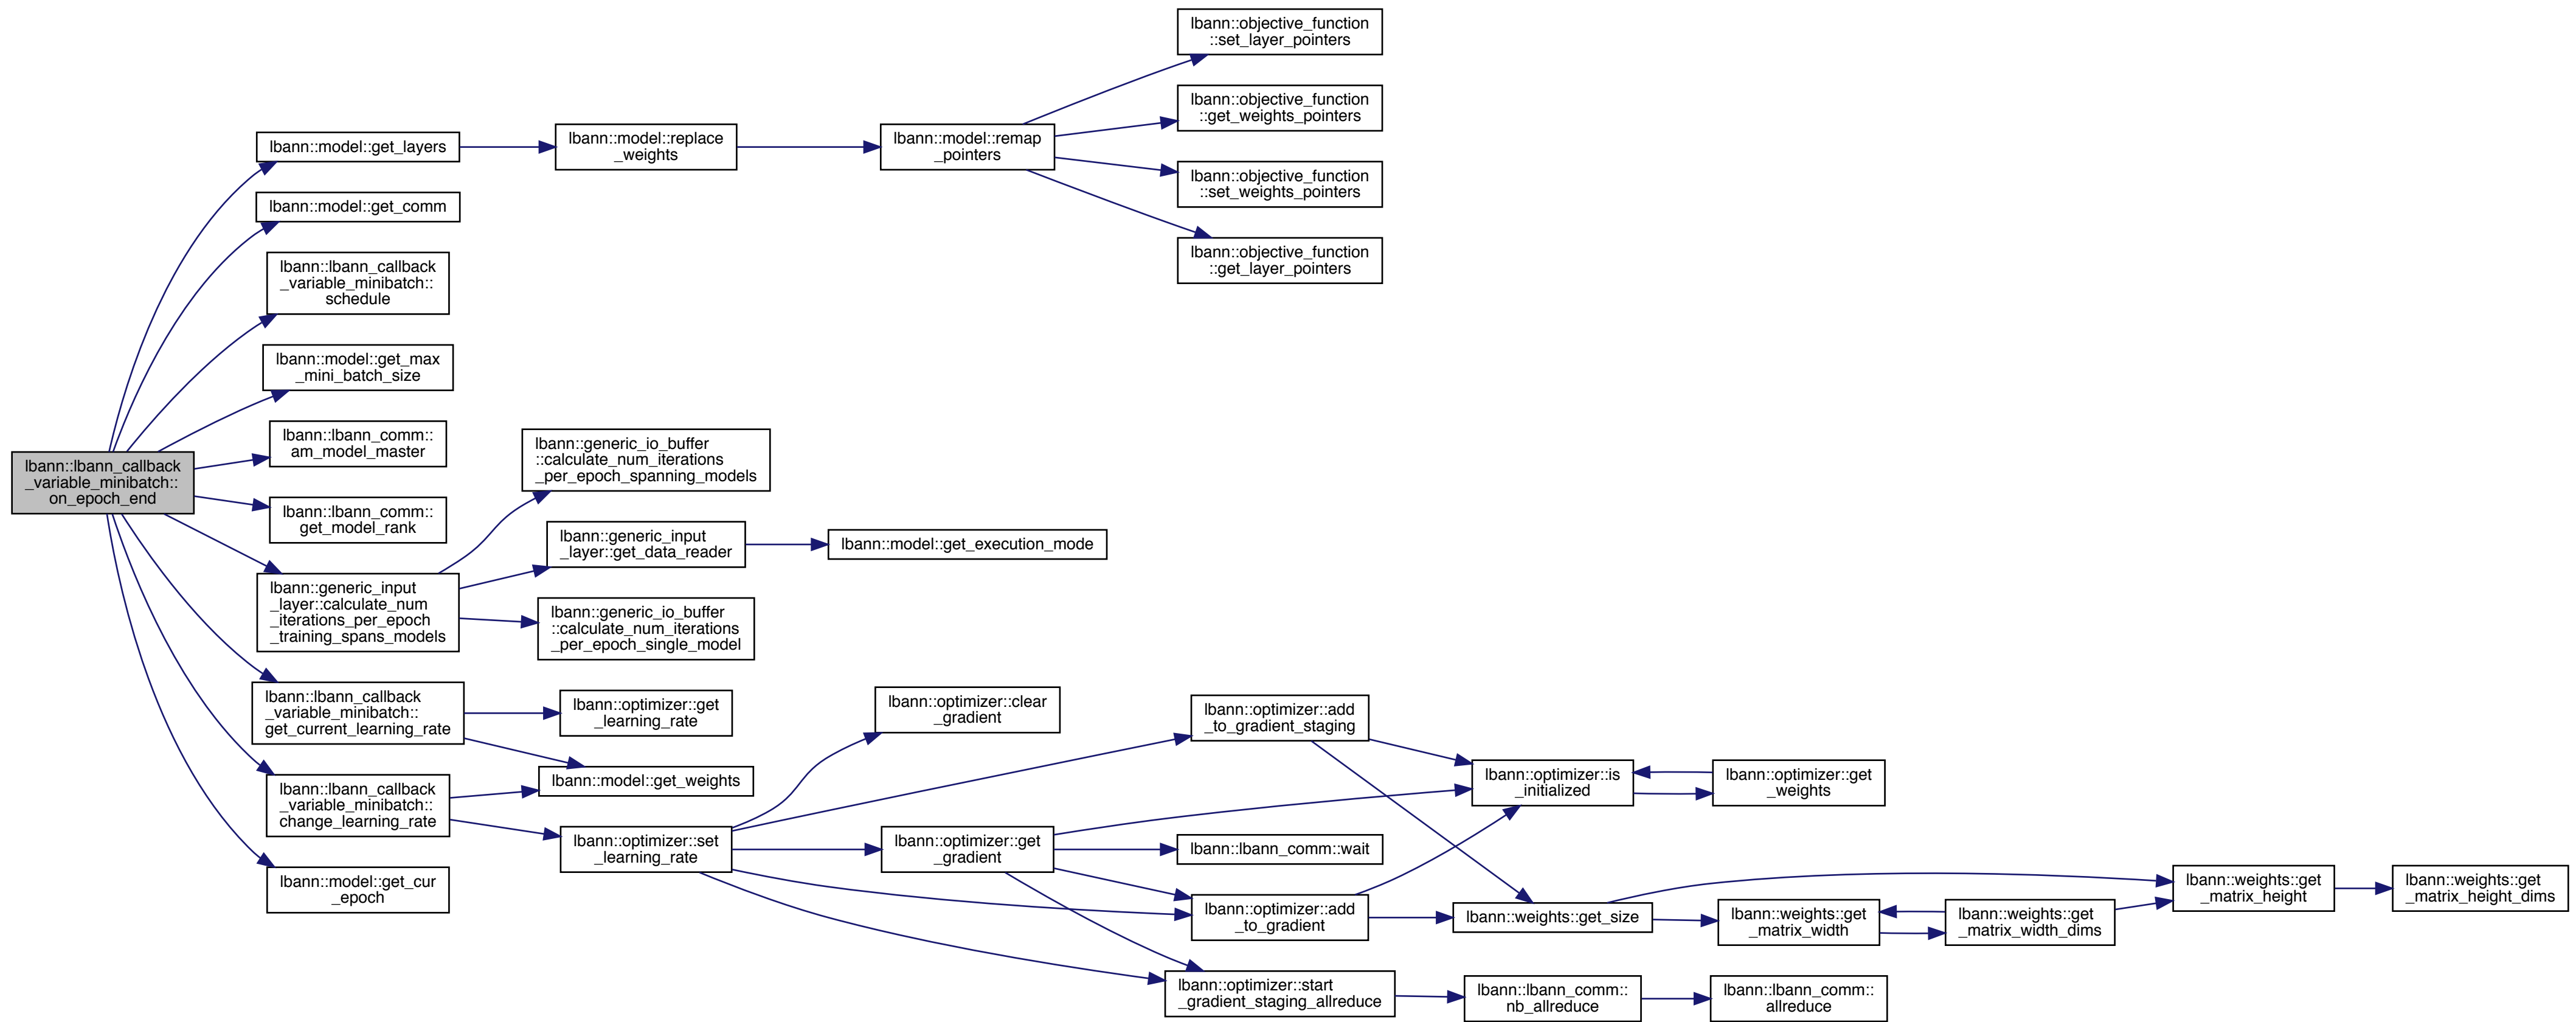 lbann::lbann_callback
_variable_minibatch::
on_epoch_end
lbann::model::get_layers
lbann::model::replace
_weights
lbann::model::remap
_pointers
lbann::objective_function
::set_layer_pointers
lbann::objective_function
::get_weights_pointers
lbann::objective_function
::set_weights_pointers
lbann::objective_function
::get_layer_pointers
lbann::model::get_comm
lbann::lbann_callback
_variable_minibatch::
schedule
lbann::model::get_max
_mini_batch_size
lbann::lbann_comm::
am_model_master
lbann::lbann_comm::
get_model_rank
lbann::generic_input
_layer::calculate_num
_iterations_per_epoch
_training_spans_models
lbann::generic_io_buffer
::calculate_num_iterations
_per_epoch_spanning_models
lbann::generic_input
_layer::get_data_reader
lbann::model::get_execution_mode
lbann::generic_io_buffer
::calculate_num_iterations
_per_epoch_single_model
lbann::lbann_callback
_variable_minibatch::
get_current_learning_rate
lbann::optimizer::get
_learning_rate
lbann::model::get_weights
lbann::lbann_callback
_variable_minibatch::
change_learning_rate
lbann::optimizer::set
_learning_rate
lbann::optimizer::clear
_gradient
lbann::optimizer::get
_gradient
lbann::optimizer::add
_to_gradient_staging
lbann::optimizer::is
_initialized
lbann::optimizer::get
_weights
lbann::lbann_comm::wait
lbann::optimizer::add
_to_gradient
lbann::weights::get_size
lbann::weights::get
_matrix_width
lbann::weights::get
_matrix_width_dims
lbann::weights::get
_matrix_height
lbann::weights::get
_matrix_height_dims
lbann::optimizer::start
_gradient_staging_allreduce
lbann::lbann_comm::
nb_allreduce
lbann::lbann_comm::
allreduce
lbann::model::get_cur
_epoch